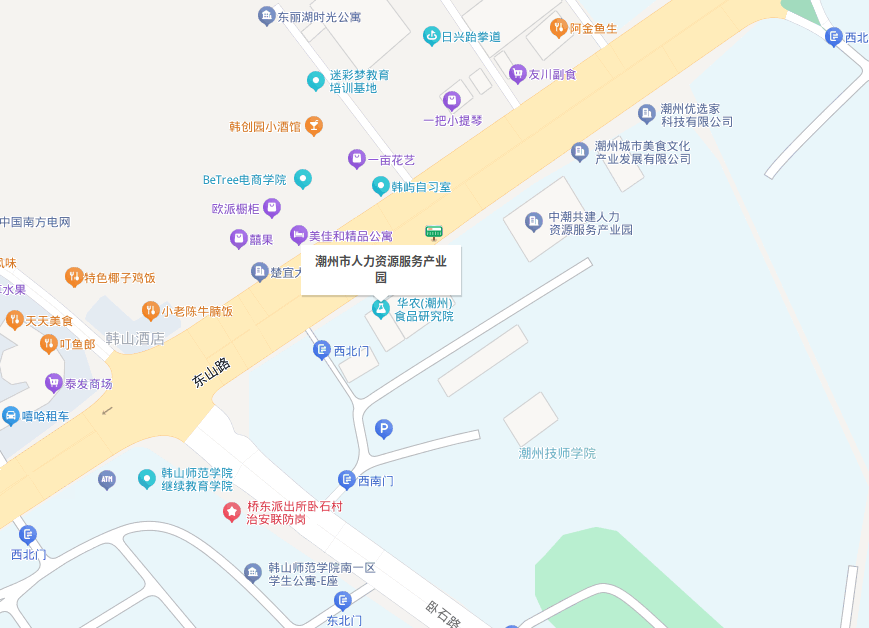 东丽湖时光公寓
日兴跆拳道
阿金鱼生
西北
迷彩梦教育
培训基地
友川副食
一把小提琴
潮州优选家
科技有限公司
韩创园小酒馆
潮州城市美食文化
产业发展有限公司
一亩花艺
BeTree电商学院
韩屿自习室
欧派橱柜
中潮共建人力
资源服务产业园
中国南方电网
囍果
美佳和精品公寓
潮州市人力资源服务产业
园
风味
楚宜大
特色椰子鸡饭
水果
华农(潮州)
食品研究院
小老陈牛腩饭
天天美食
韩山酒店
叮鱼郎
西北门
东山路
泰发商场
嘻哈租车
P
潮州技师学院
ATM
韩山师范学院
继续教育学院
西南门
桥东派出所卧石村
治安联防岗
西北门
韩山师范学院南一区
学生公寓-E座
东北门
卧石路